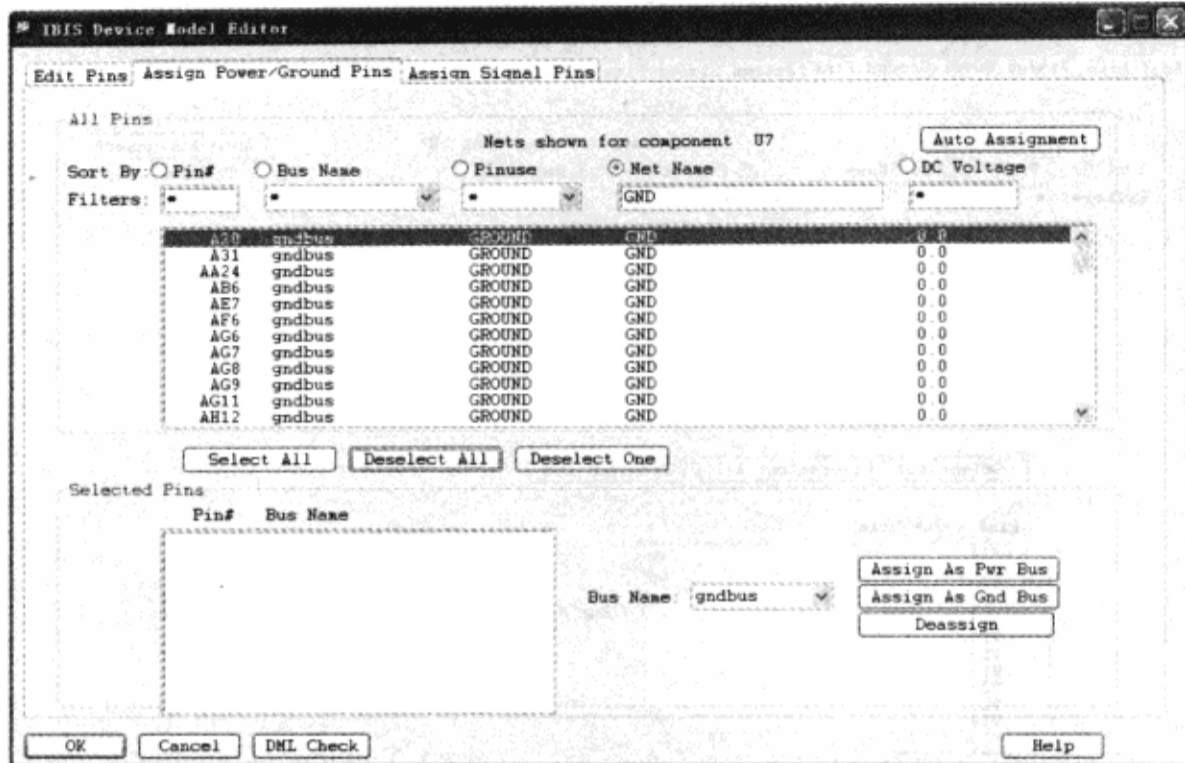 IBIS Device Model Editor
Edit Pins Assign Power/Ground Pins Assign Signal Pins
All Pins
Nets shown for component U7 Auto Assignment
Sort By: Pin# Bus Name Pinuse Net Name DC Voltage
Filters: * * * GND *
gndbus GROUND GND 0.0
A31 gndbus GROUND GND 0.0
AA24 gndbus GROUND GND 0.0
AB6 gndbus GROUND GND 0.0
AE7 gndbus GROUND GND 0.0
AF6 gndbus GROUND GND 0.0
AG6 gndbus GROUND GND 0.0
AG7 gndbus GROUND GND 0.0
AG8 gndbus GROUND GND 0.0
AG9 gndbus GROUND GND 0.0
AG11 gndbus GROUND GND 0.0
AH12 gndbus GROUND GND 0.0
Select All Deselect All Deselect One
Selected Pins
Pin# Bus Name
Assign As Pwr Bus
Bus Name: gndbus Assign As Gnd Bus
Deassign
OK Cancel DML Check Help